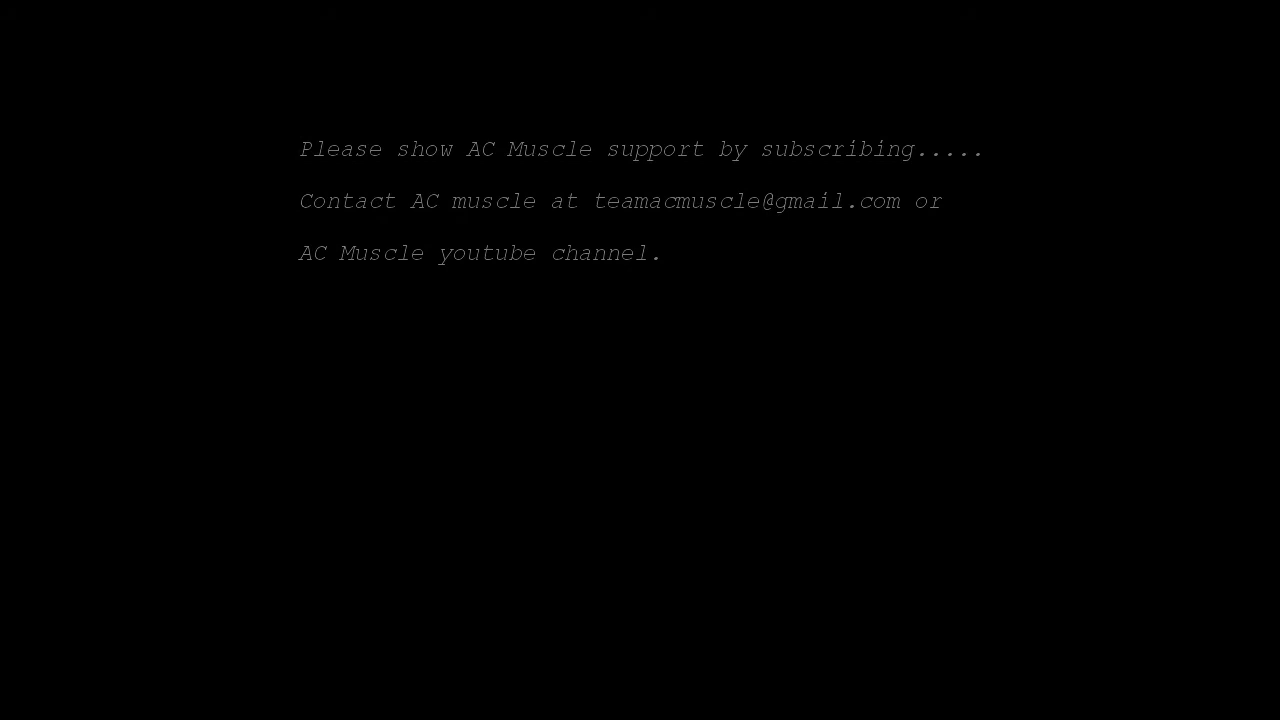 Please show AC Muscle support by subscribing.....
Contact AC muscle at teamacmuscle@gmail.com or
AC Muscle youtube channel.